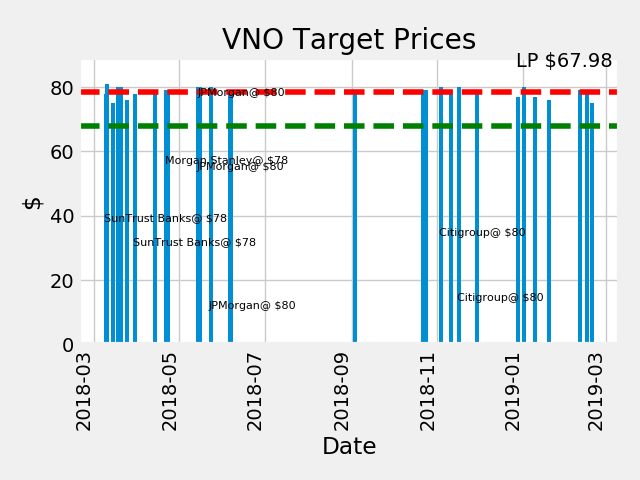 VNO Target Prices
LP $67.98
$
80
60
40
20
0
JPMorgan@ $80
Morgan Stanley@ $78
JPMorgan@ $80
SunTrust Banks@ $78
SunTrust Banks@ $78
Citigroup@ $80
Citigroup@ $80
JPMorgan@ $80
2018-03
2018-05
2018-07
2018-09
2018-11
2019-01
2019-03
Date